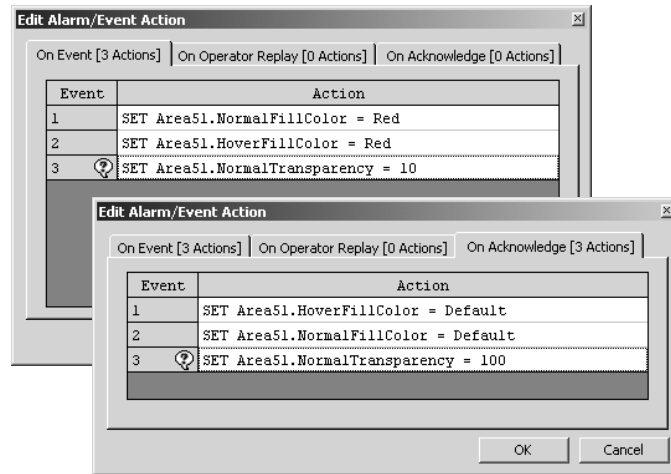 Edit Alarm/Event Action
On Event [3 Actions] On Operator Replay [0 Actions] On Acknowledge [0 Actions]
Event Action
1 SET Area51.NormalFillColor = Red
2 SET Area51.HoverFillColor = Red
3 SET Area51.NormalTransparency = 10
Edit Alarm/Event Action
On Event [3 Actions] On Operator Replay [0 Actions] On Acknowledge [3 Actions]
Event Action
1 SET Area51.HoverFillColor = Default
2 SET Area51.NormalFillColor = Default
3 SET Area51.NormalTransparency = 100
OK Cancel